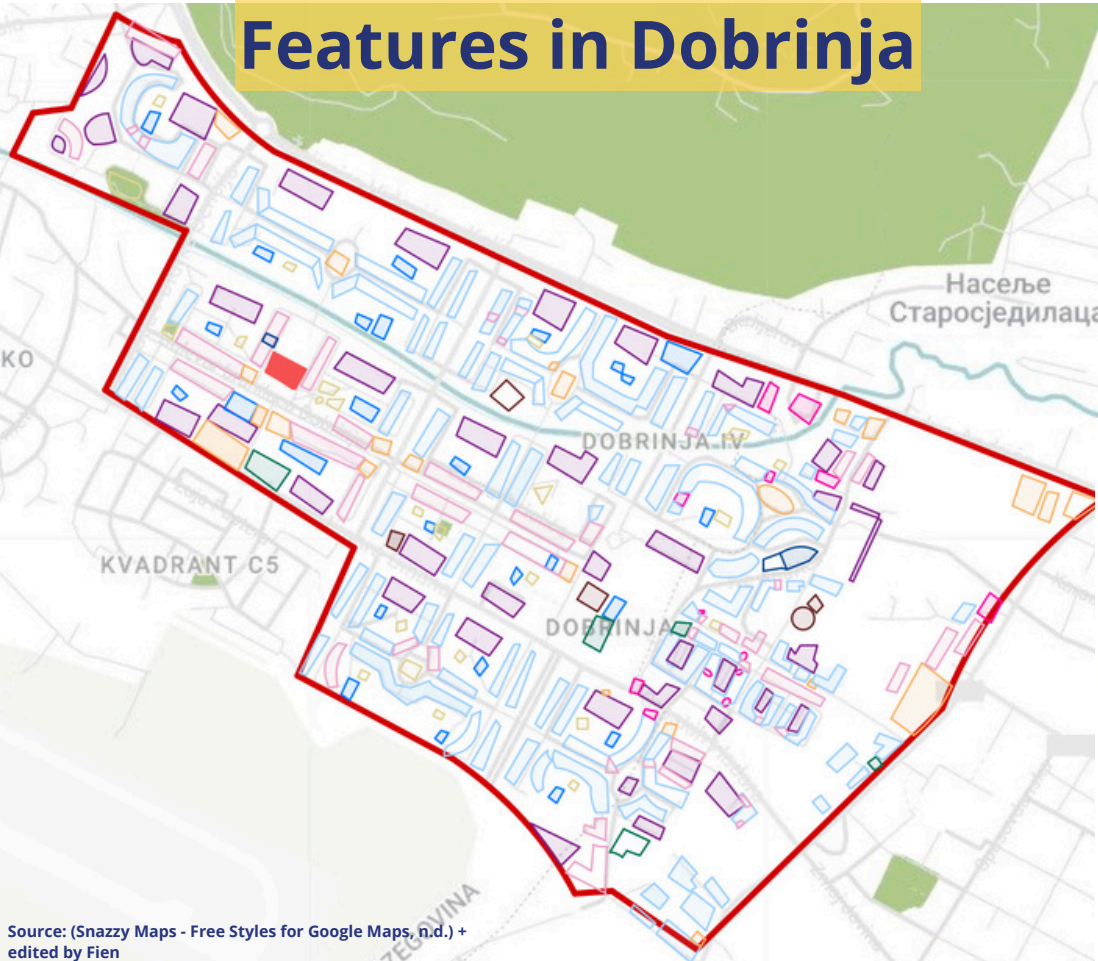 Features in Dobrinja
Насеље
Старосједилаца
КО
DOBRINJA IV
KVADRANT C5
DOBRINJA
ZEGOVINA
Source: (Snazzy Maps - Free Styles for Google Maps, n.d.) +
edited by Fien